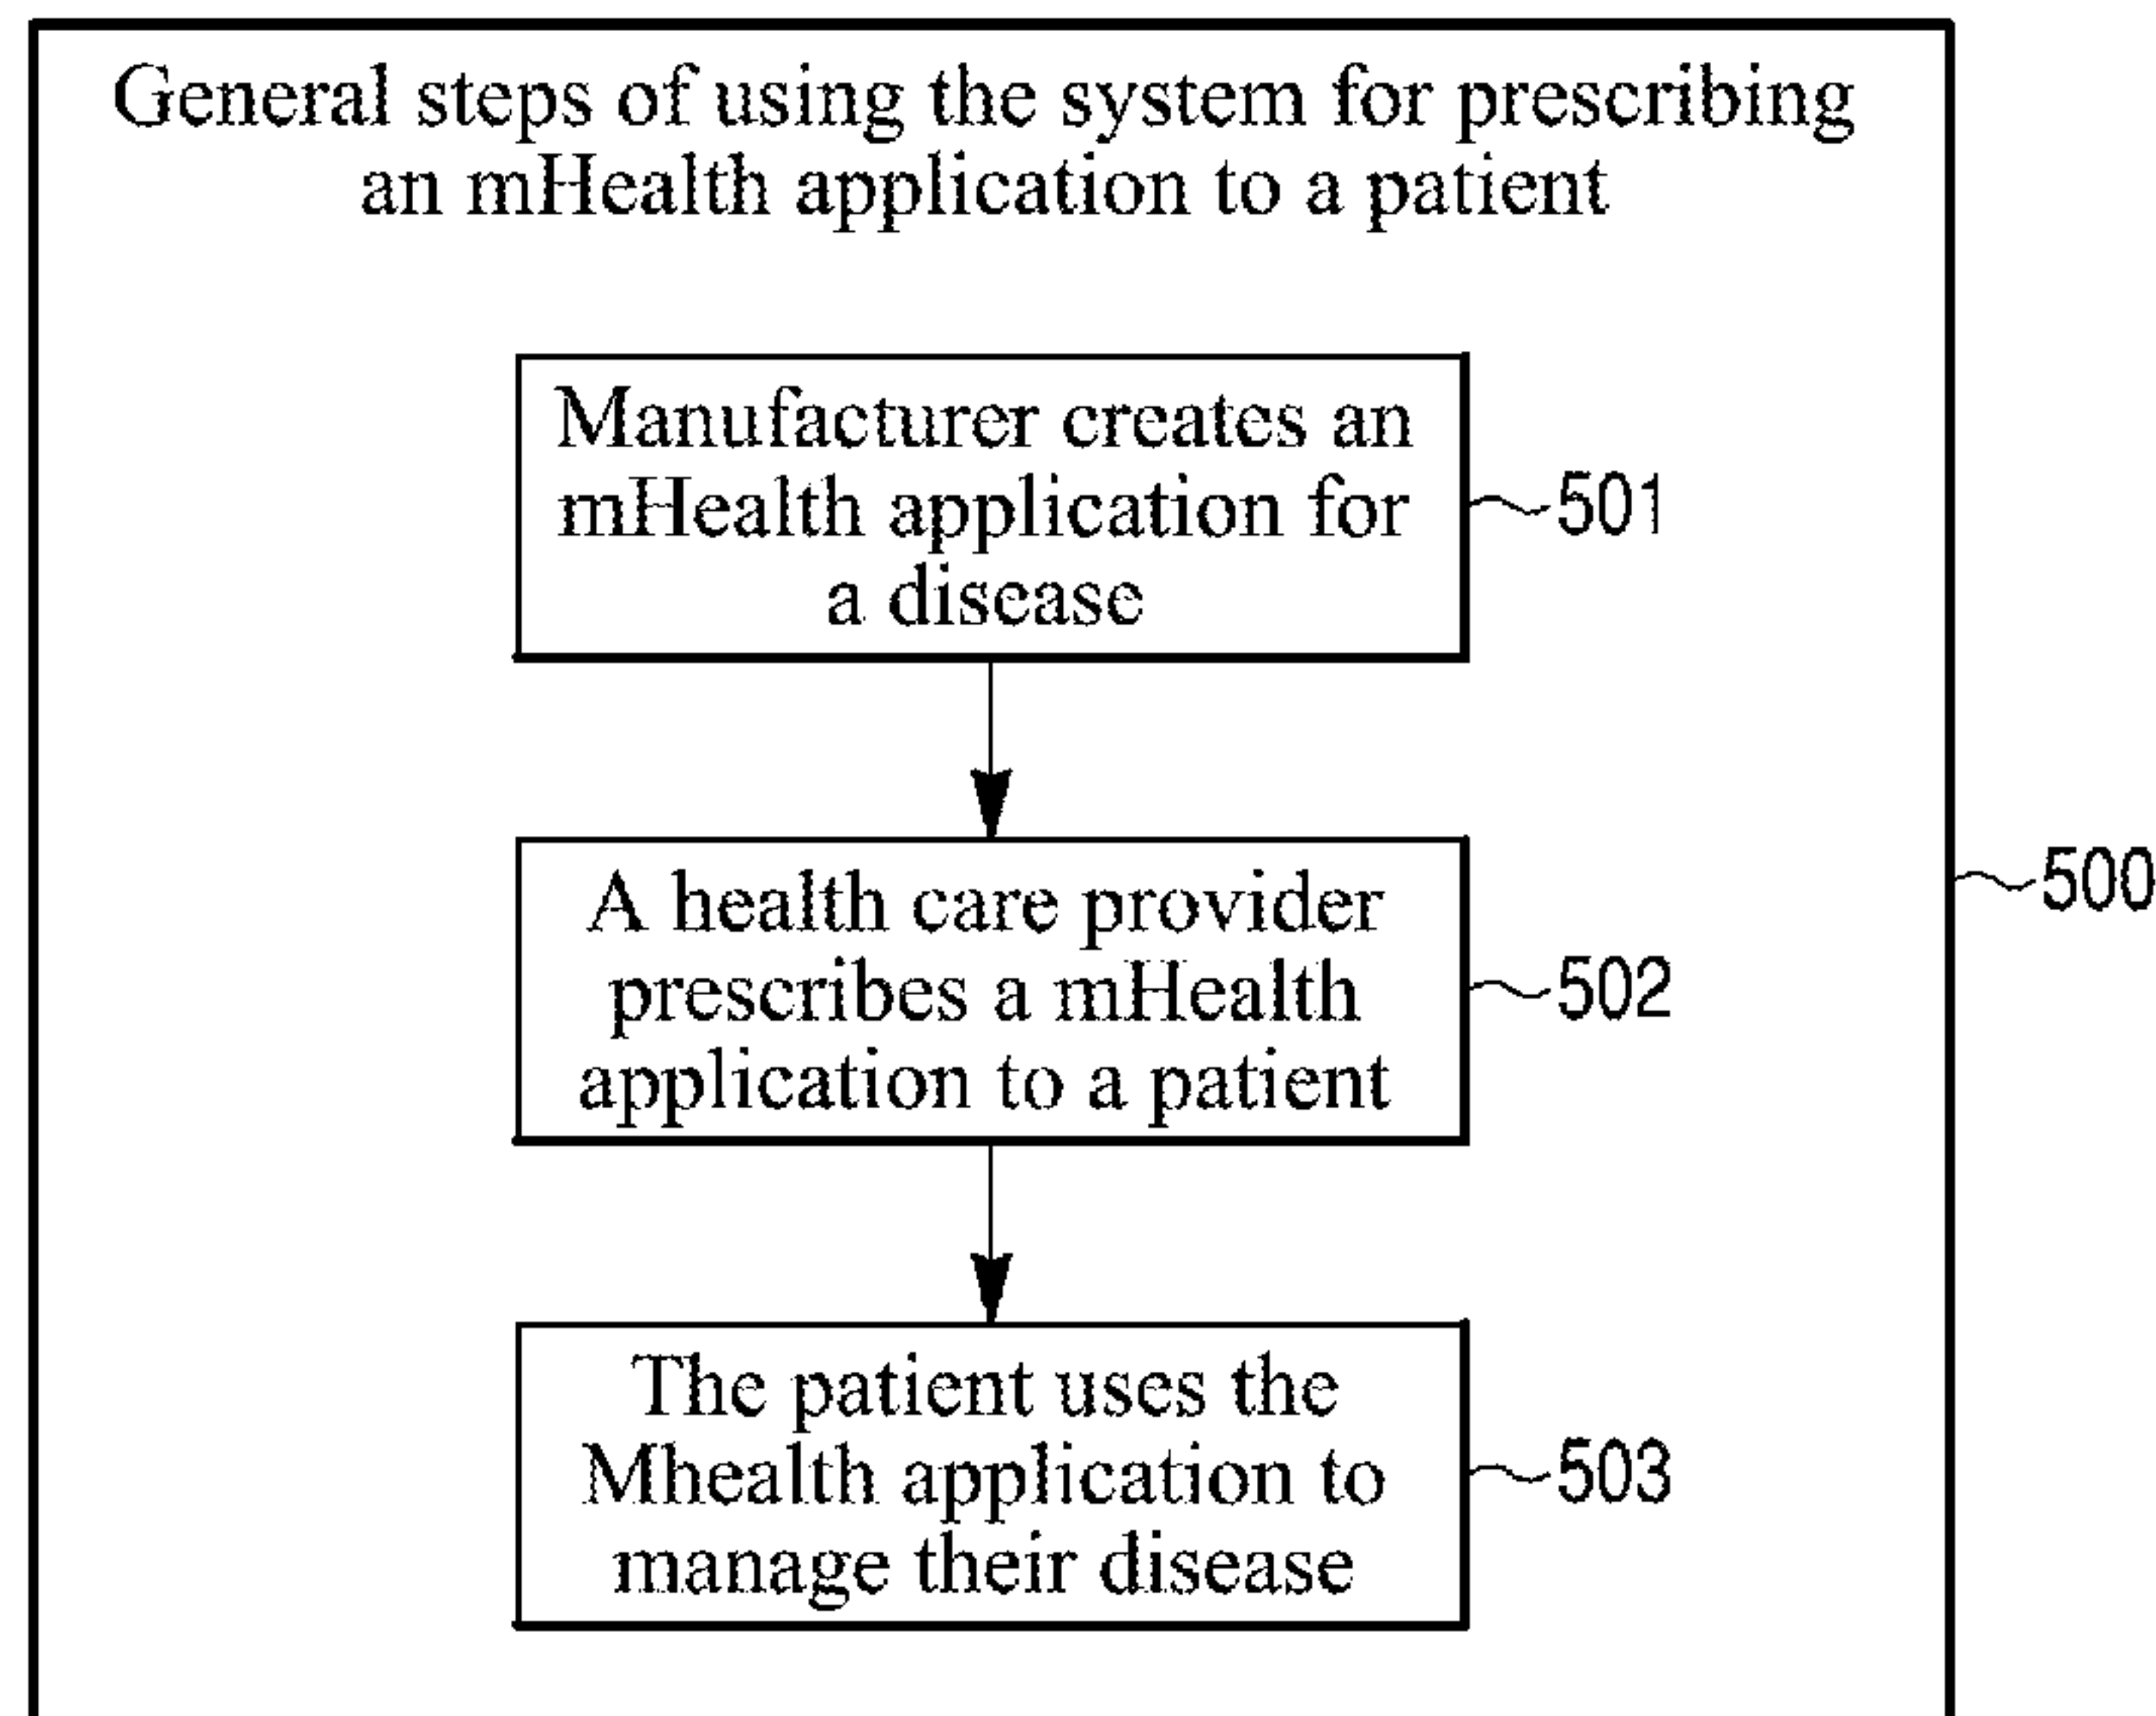 General steps of using the system for prescribing
an mHealth application to a patient
Manufacturer creates an
mHealth application for
a disease
501
A health care provider
prescribes a mHealth
application to a patient
502
500
The patient uses the
Mhealth application to
manage their disease
503